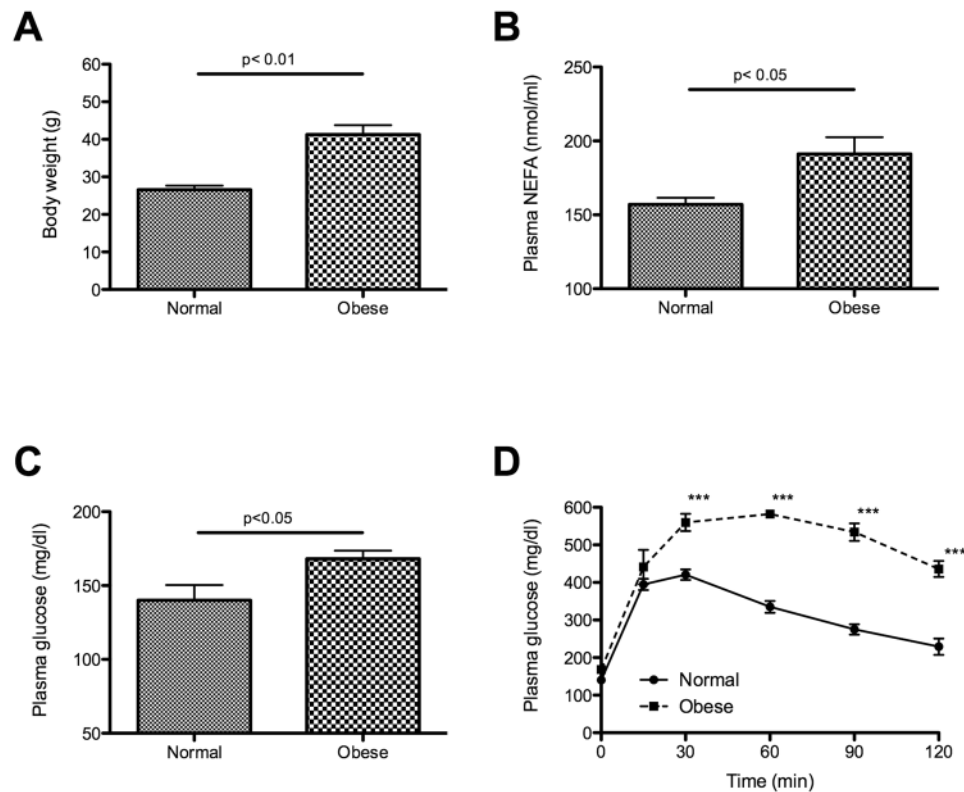 A
p< 0.01
Body weight (g)
60
50
40
30
20
10
0
Normal
Obese
B
p< 0.05
Plasma NEFA (nmol/ml)
250
200
150
100
Normal
Obese
C
p<0.05
Plasma glucose (mg/dl)
200
150
100
50
Normal
Obese
D
Plasma glucose (mg/dl)
600
500
400
300
200
100
0
***
***
***
***
Normal
Obese
0
30
60
90
120
Time (min)